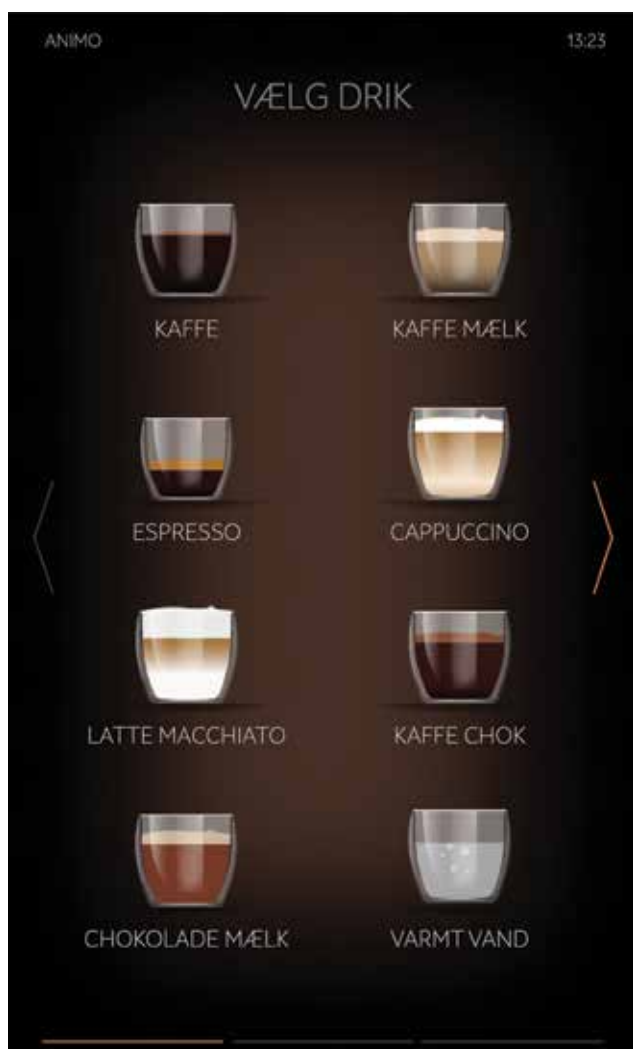 ANIMO 13:23
VÆLG DRIK
KAFFE KAFFE MÆLK
ESPRESSO CAPPUCCINO
LATTE MACCHIATO KAFFE CHOK
CHOKOLADE MÆLK VARMT VAND